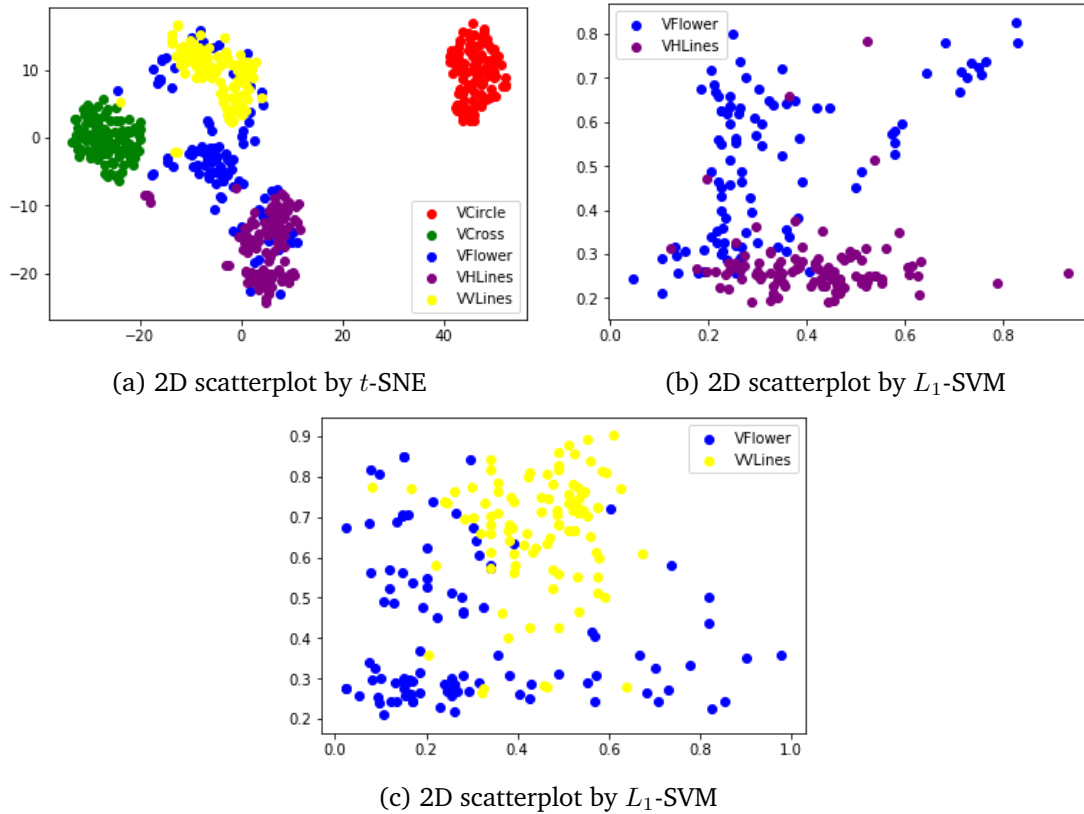 10
0
−10
−20
−20
0
20
40
VCircle
VCross
VFlower
VHLines
VVLines
(a) 2D scatterplot by t-SNE
0.8
0.7
0.6
0.5
0.4
0.3
0.2
0.2
0.4
0.6
0.8
VFlower
VHLines
(b) 2D scatterplot by L₁-SVM
0.9
0.8
0.7
0.6
0.5
0.4
0.3
0.2
0.0
0.2
0.4
0.6
0.8
1.0
VFlower
VVLines
(c) 2D scatterplot by L₁-SVM